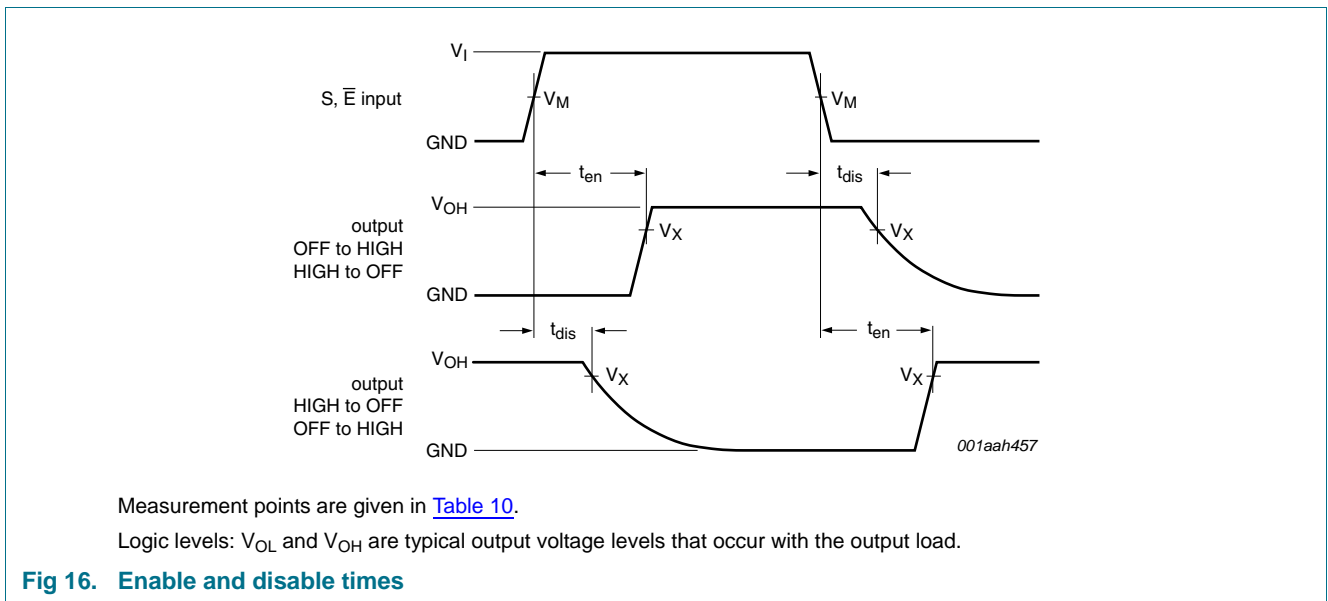 V_I
S, E̅ input
V_M
V_M
GND
t_en
t_dis
V_OH
output
OFF to HIGH
HIGH to OFF
V_X
V_X
GND
t_dis
t_en
V_OH
output
HIGH to OFF
OFF to HIGH
V_X
V_X
GND
001aah457
Measurement points are given in Table 10.
Logic levels: V_OL and V_OH are typical output voltage levels that occur with the output load.
Fig 16. Enable and disable times